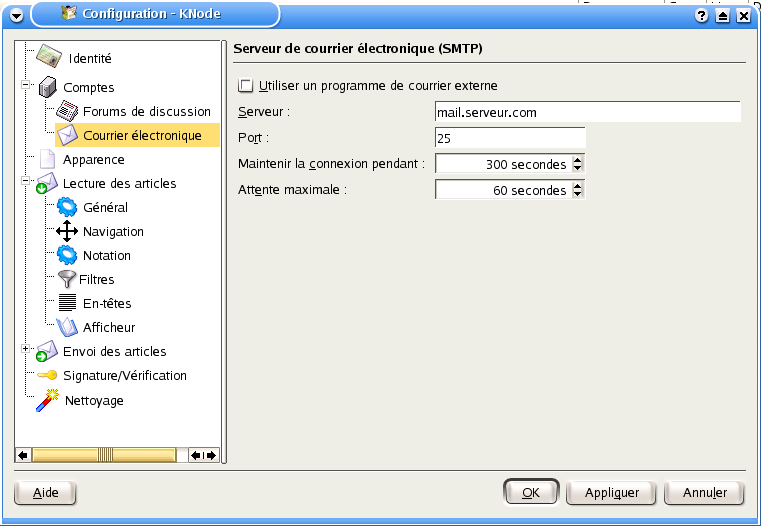 Configuration - KNode
Identité
Comptes
Forums de discussion
Courrier électronique
Apparence
Lecture des articles
Général
Navigation
Notation
Filtres
En-têtes
Afficheur
Envoi des articles
Signature/Vérification
Nettoyage
Serveur de courrier électronique (SMTP)
Utiliser un programme de courrier externe
Serveur : mail.serveur.com
Port : 25
Maintenir la connexion pendant : 300 secondes
Attente maximale : 60 secondes
Aide OK Appliquer Annuler